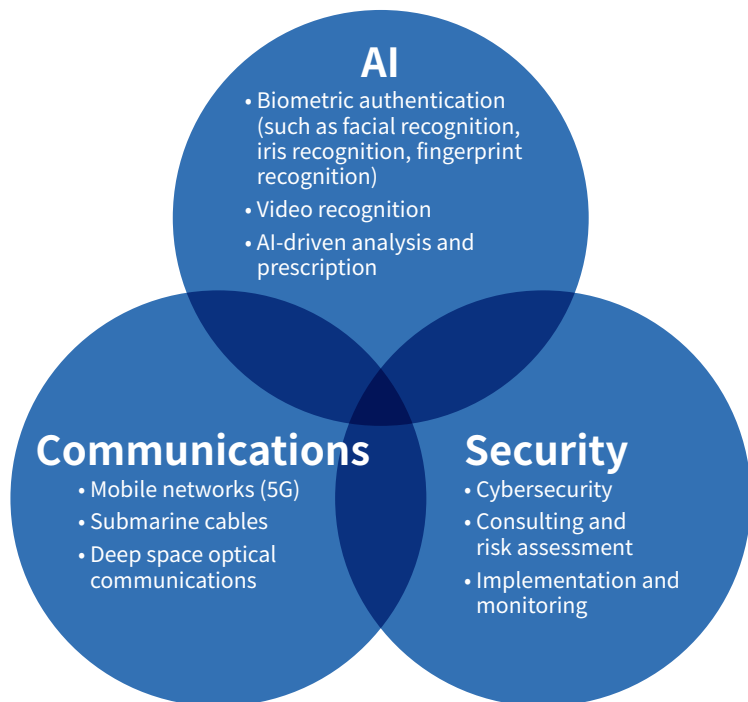 AI
• Biometric authentication
(such as facial recognition,
iris recognition, fingerprint
recognition)
• Video recognition
• AI-driven analysis and
prescription
Communications
• Mobile networks (5G)
• Submarine cables
• Deep space optical
communications
Security
• Cybersecurity
• Consulting and
risk assessment
• Implementation and
monitoring